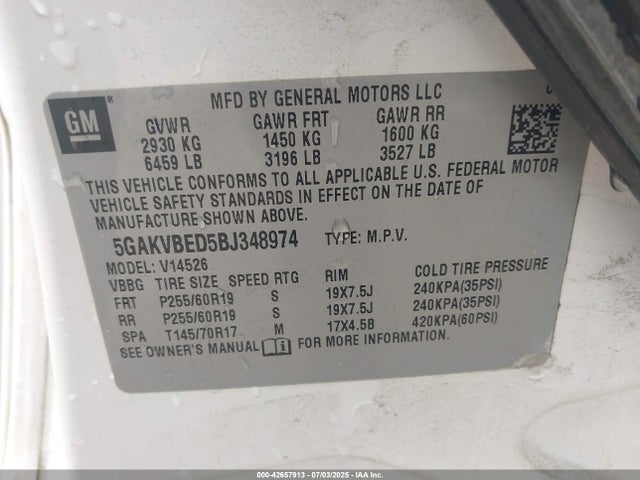 MFD BY GENERAL MOTORS LLC
GM®
GVWR GAWR FRT GAWR RR
2930 KG 1450 KG 1600 KG
6459 LB 3196 LB 3527 LB
THIS VEHICLE CONFORMS TO ALL APPLICABLE U.S. FEDERAL MOTOR
VEHICLE SAFETY STANDARDS IN EFFECT ON THE DATE OF
MANUFACTURE SHOWN ABOVE.
5GAKVBED5BJ348974 TYPE: M.P.V.
MODEL: V14526
VBBG TIRE SIZE SPEED RTG RIM COLD TIRE PRESSURE
FRT P255/60R19 S 19X7.5J 240KPA(35PSI)
RR P255/60R19 S 19X7.5J 240KPA(35PSI)
SPA T145/70R17 M 17X4.5B 420KPA(60PSI)
SEE OWNER'S MANUAL FOR MORE INFORMATION.
000-42657913 - 07/03/2025 - IAAI.COM